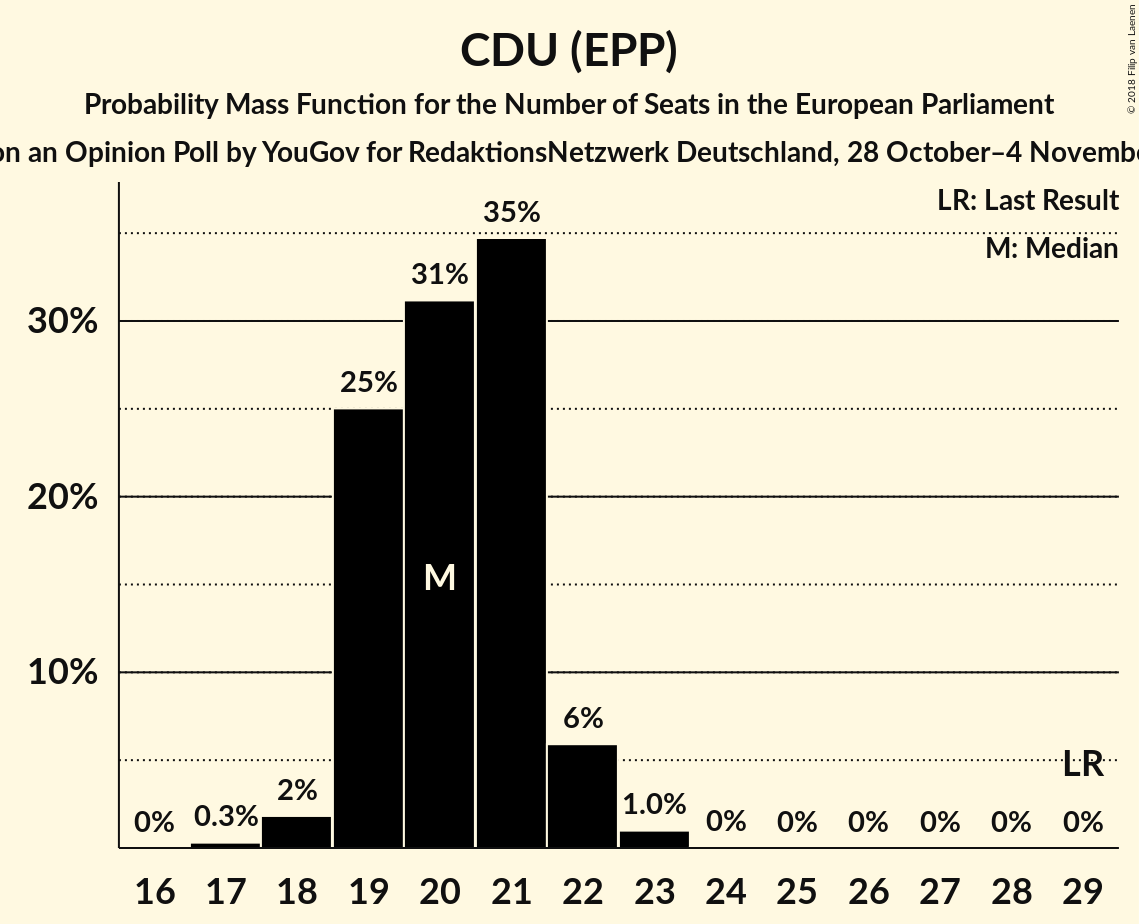 CDU (EPP)
Probability Mass Function for the Number of Seats in the European Parliament
on an Opinion Poll by YouGov for RedaktionsNetzwerk Deutschland, 28 October–4 Novembe
© 2018 Filip van Laenen
LR: Last Result
M: Median
30%
20%
10%
0%
0.3%
2%
25%
31%
35%
6%
1.0%
0%
0%
0%
0%
0%
0%
M
LR
16 17 18 19 20 21 22 23 24 25 26 27 28 29